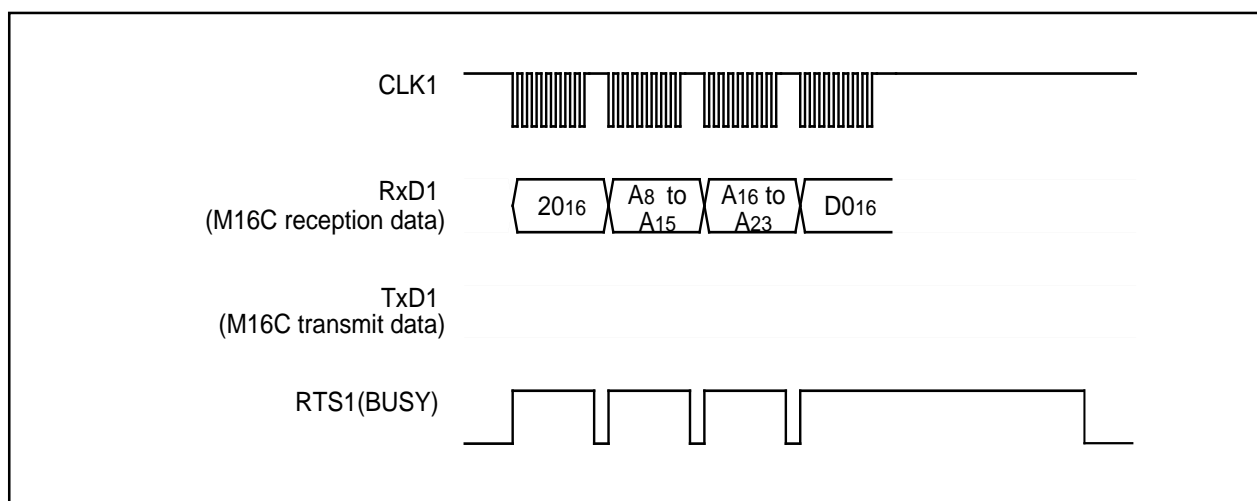 CLK1
RxD1
(M16C reception data)
2016
A8 to
A15
A16 to
A23
D016
TxD1
(M16C transmit data)
RTS1(BUSY)